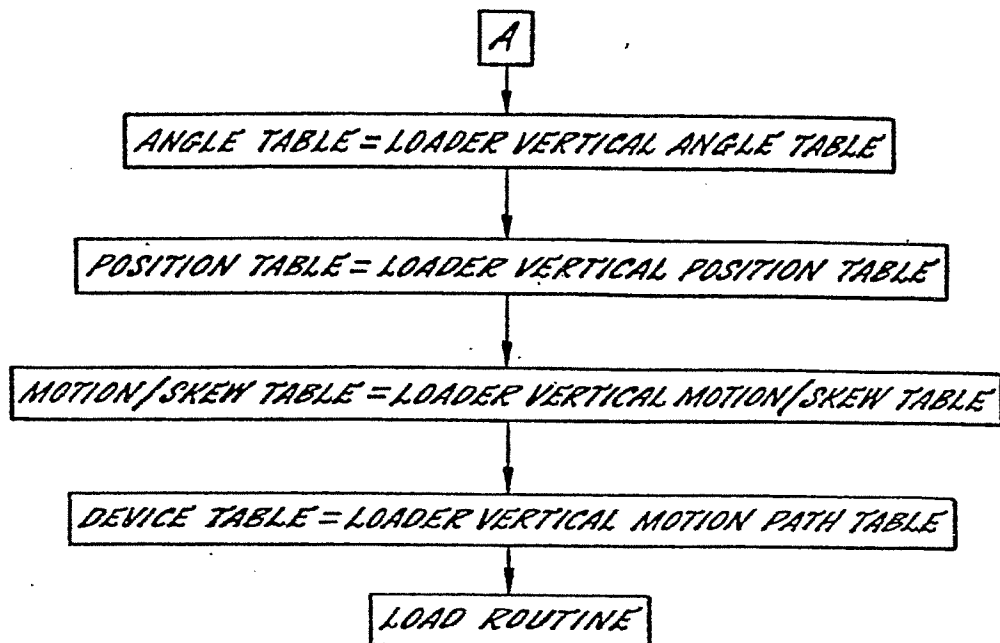 A
ANGLE TABLE = LOADER VERTICAL ANGLE TABLE
POSITION TABLE = LOADER VERTICAL POSITION TABLE
MOTION/SKEW TABLE = LOADER VERTICAL MOTION/SKEW TABLE
DEVICE TABLE = LOADER VERTICAL MOTION PATH TABLE
LOAD ROUTINE